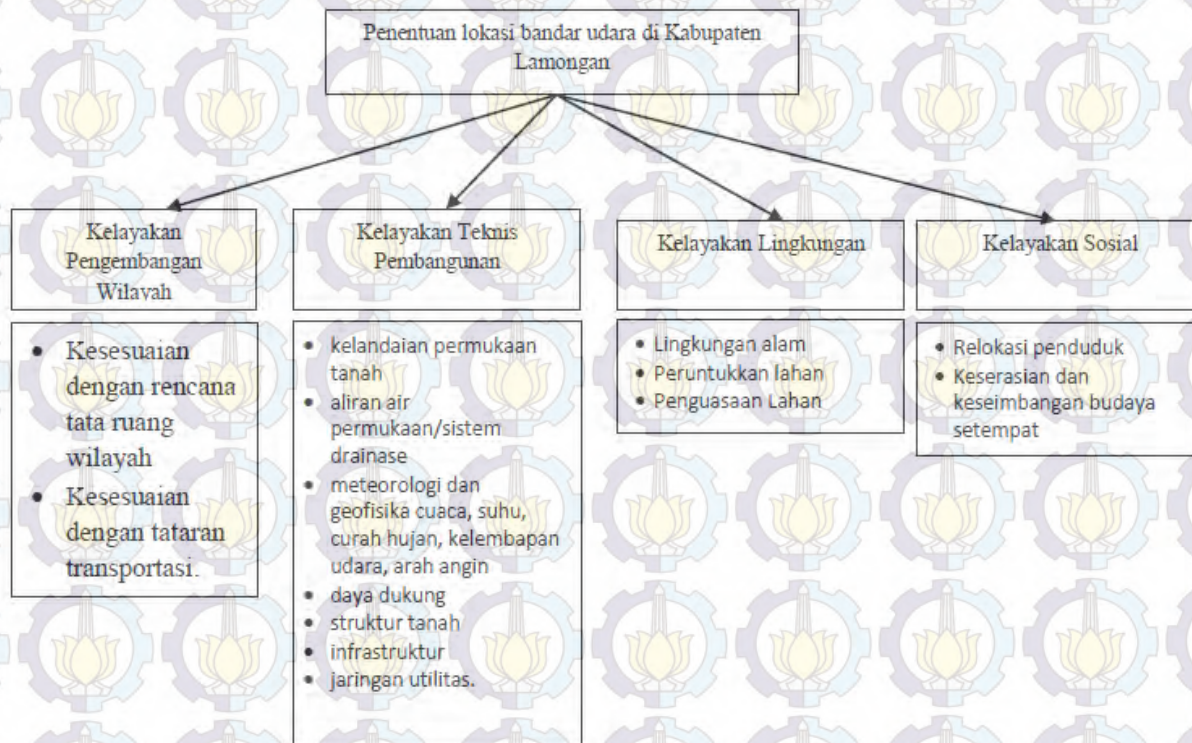 Penentuan lokasi bandar udara di Kabupaten
Lamongan
Kelayakan
Pengembangan
Wilayah
• Kesesuaian
dengan rencana
tata ruang
wilayah
• Kesesuaian
dengan tataran
transportasi.
Kelayakan Teknis
Pembangunan
• kelandaian permukaan
tanah
• aliran air
permukaan/sistem
drainase
• meteorologi dan
geofisika cuaca, suhu,
curah hujan, kelembapan
udara, arah angin
• daya dukung
• struktur tanah
• infrastruktur
• jaringan utilitas.
Kelayakan Lingkungan
• Lingkungan alam
• Peruntukkan lahan
• Penguasaan Lahan
Kelayakan Sosial
• Relokasi penduduk
• Keserasian dan
keseimbangan budaya
setempat